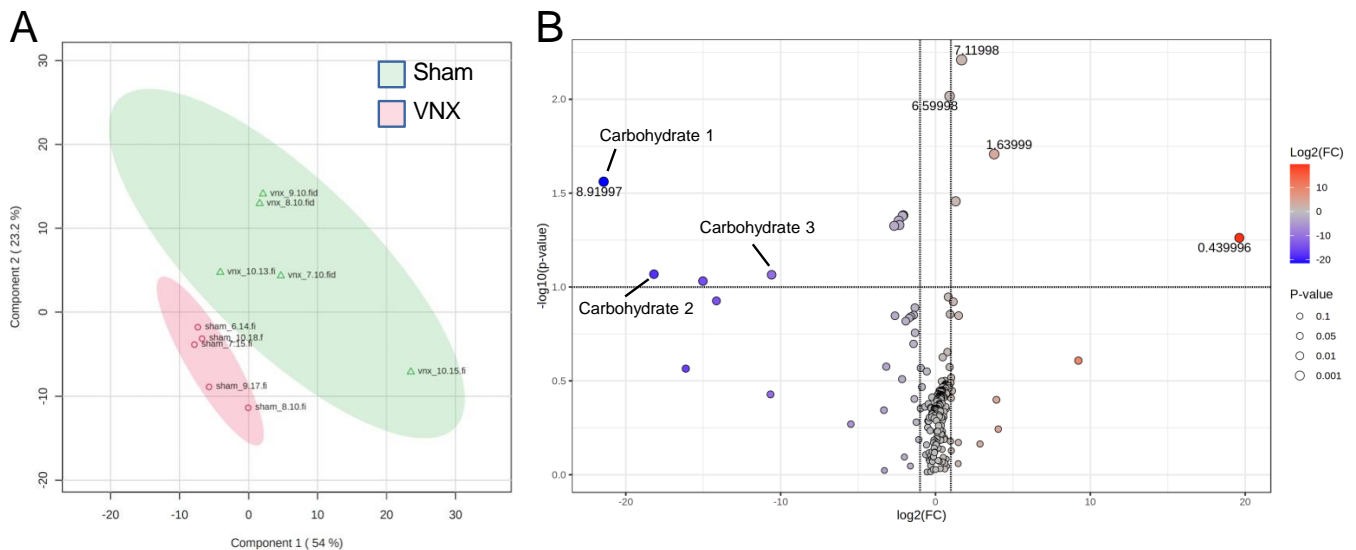 A
Component 2 ( 23.2 %)
30
20
10
0
-10
-20
Sham
VNX
vnx_9.10.fid
vnx_8.10.fid
vnx_10.13.fi
vnx_7.10.fid
sham_6.14.fi
sham_10.18.f
sham_7.15.fi
sham_9.17.fi
sham_8.10.fi
vnx_10.15.fi
-20
-10
0
10
20
30
Component 1 ( 54 %)
B
-log10(p-value)
2.0
1.5
1.0
0.5
0.0
7.11998
6.59998
1.63999
Carbohydrate 1
8.91997
Carbohydrate 3
Carbohydrate 2
0.439996
-20
-10
0
10
20
log2(FC)
Log2(FC)
10
0
-10
-20
P-value
0.1
0.05
0.01
0.001